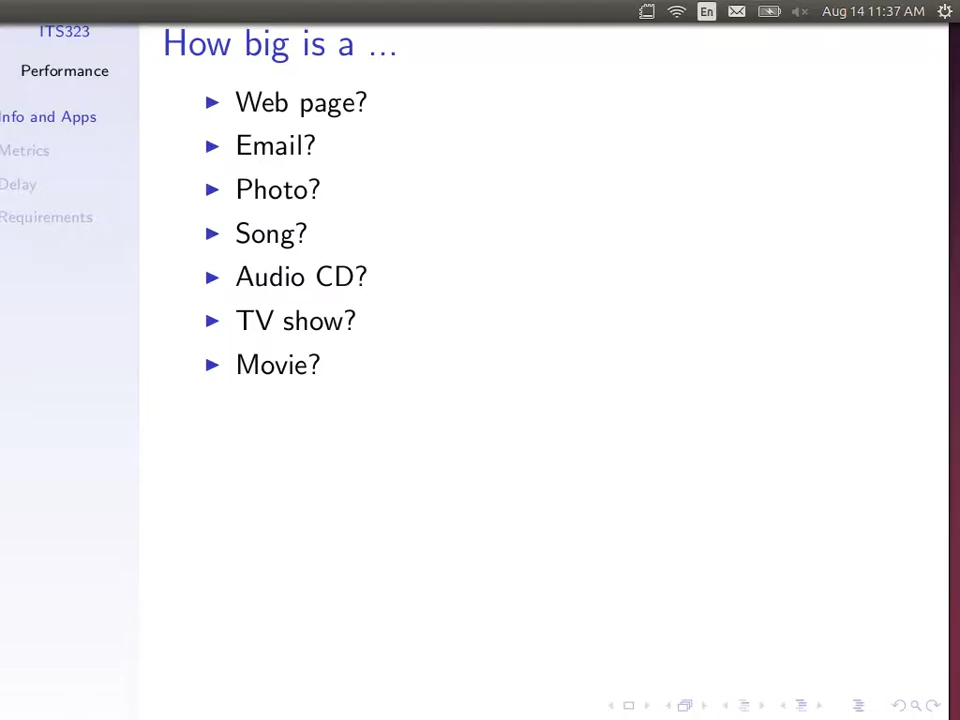 En
Aug 14 11:37 AM
ITS323
Performance
Info and Apps
Metrics
Delay
Requirements
How big is a ...
Web page?
Email?
Photo?
Song?
Audio CD?
TV show?
Movie?